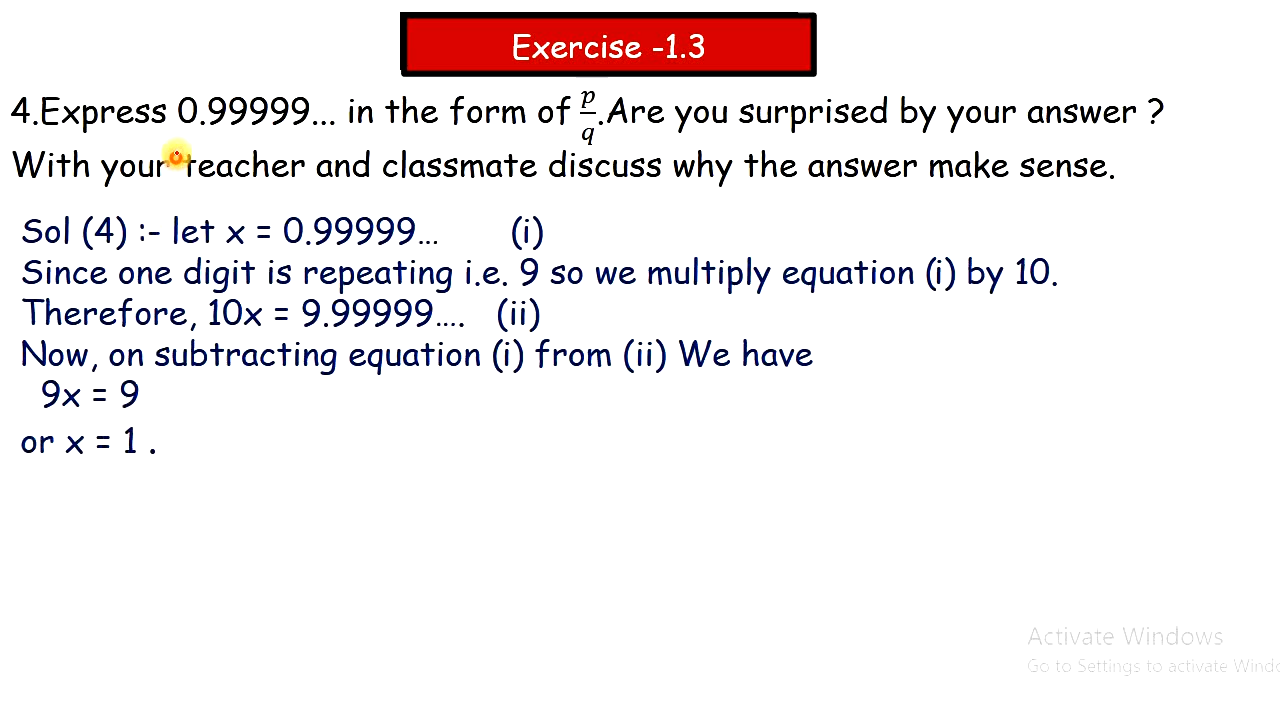 Exercise -1.3
4.Express 0.99999... in the form of p/q.Are you surprised by your answer ?
With your teacher and classmate discuss why the answer make sense.
Sol (4) :- let x = 0.99999... (i)
Since one digit is repeating i.e. 9 so we multiply equation (i) by 10.
Therefore, 10x = 9.99999.... (ii)
Now, on subtracting equation (i) from (ii) We have
9x = 9
or x = 1 .
Activate Windows
Go to Settings to activate Windo